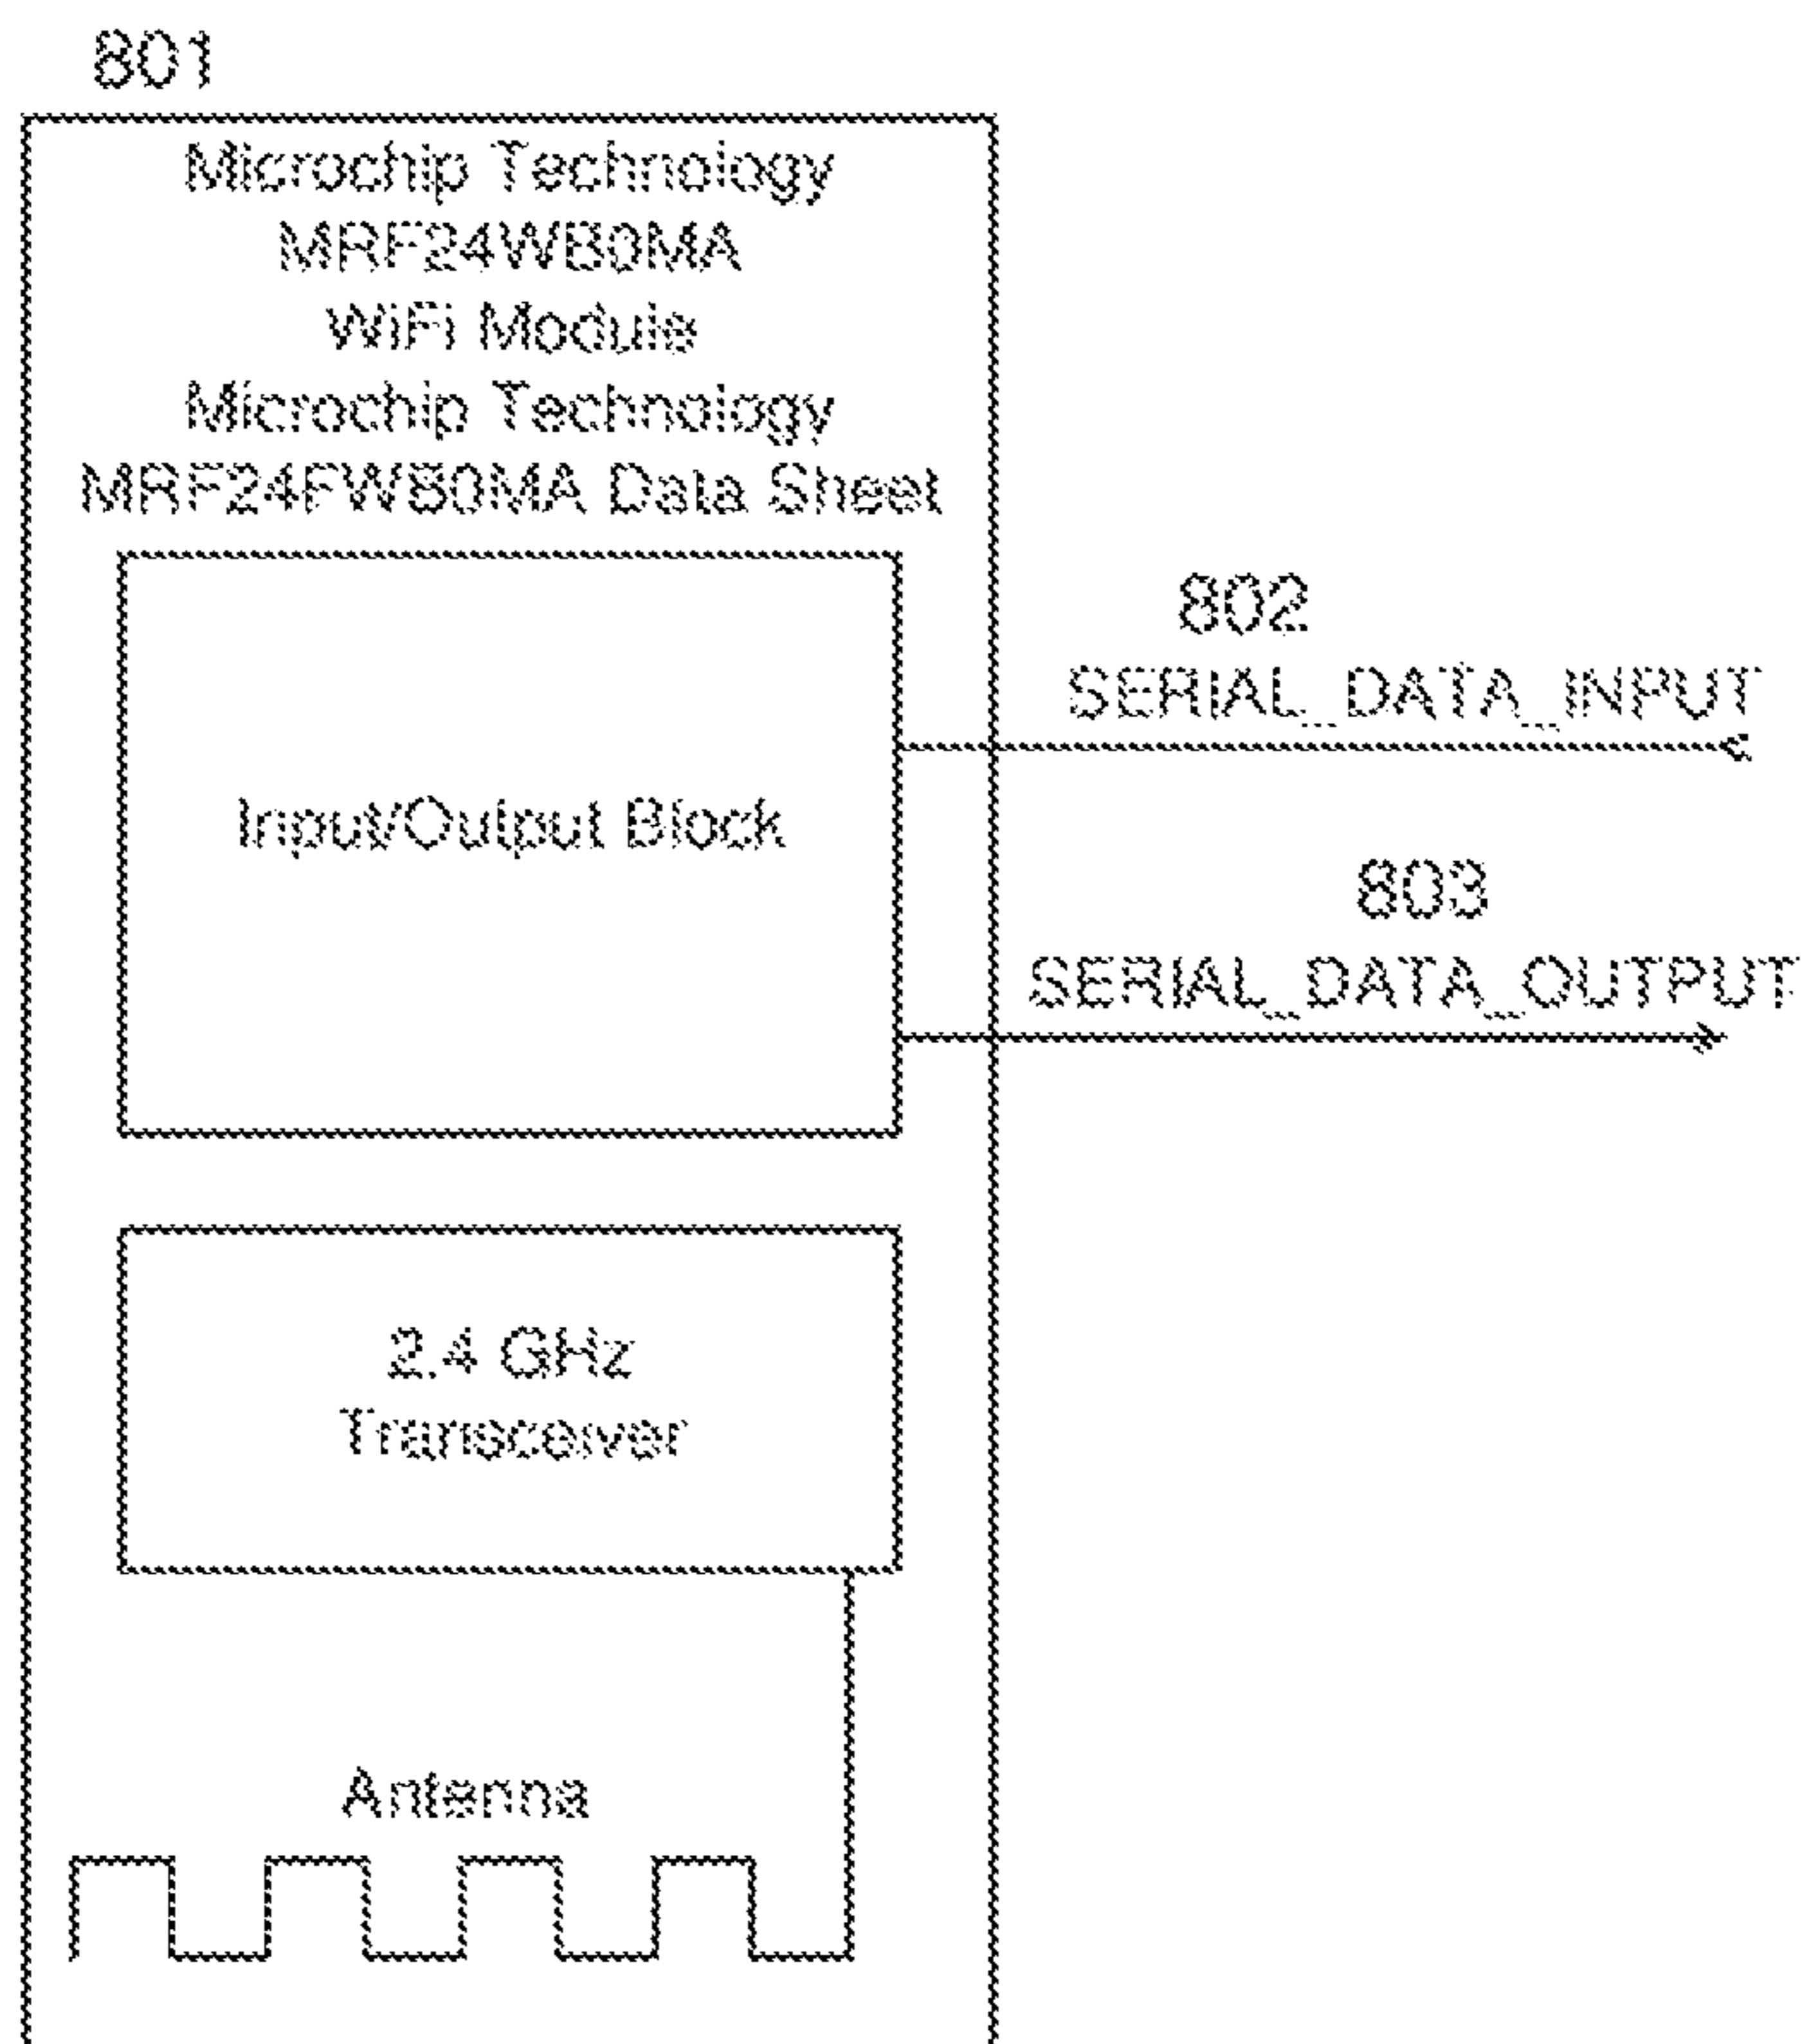 801
Microchip Technology
MRF24WB0MA
WiFi Module
Microchip Technology
MRF24FWB0MA Data Sheet
802
SERIAL_DATA_INPUT
Input/Output Block
803
SERIAL_DATA_OUTPUT
2.4 GHz
Transceiver
Antenna